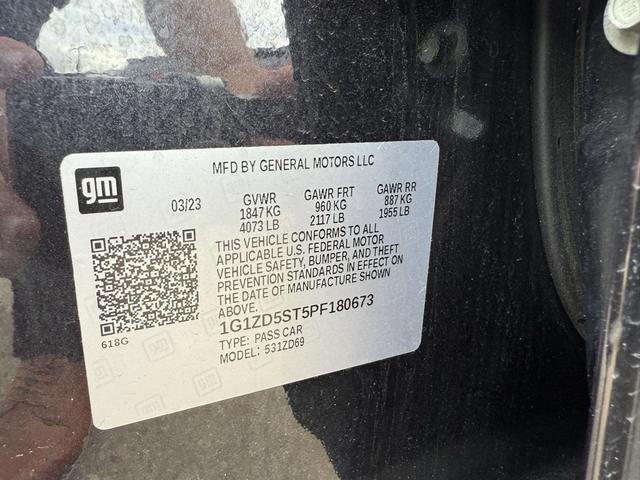 MFD BY GENERAL MOTORS LLC
gm
03/23
GVWR GAWR FRT GAWR RR
1847 KG 960 KG 887 KG
4073 LB 2117 LB 1955 LB
THIS VEHICLE CONFORMS TO ALL
APPLICABLE U.S. FEDERAL MOTOR
VEHICLE SAFETY, BUMPER, AND THEFT
PREVENTION STANDARDS IN EFFECT ON
THE DATE OF MANUFACTURE SHOWN
ABOVE.
618G
1G1ZD5ST5PF180673
TYPE: PASS CAR
MODEL: 531ZD69